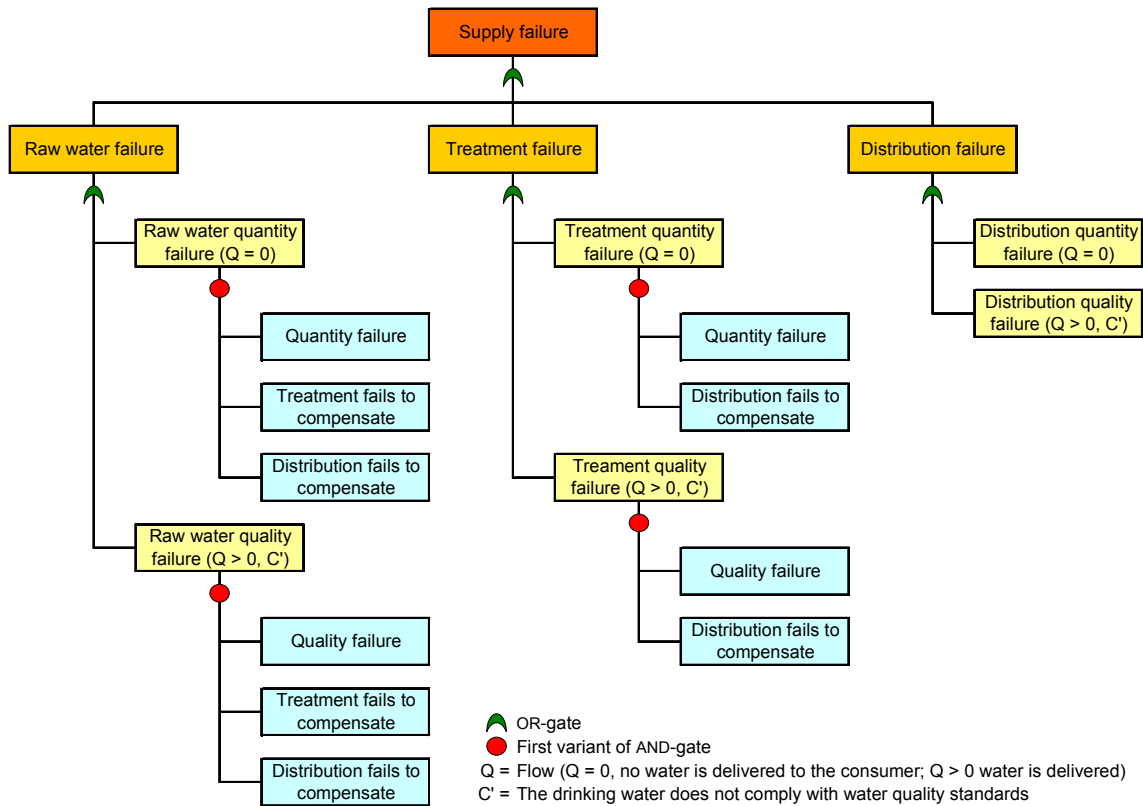 Supply failure
Raw water failure
Treatment failure
Distribution failure
Raw water quantity
failure (Q = 0)
Quantity failure
Treatment fails to
compensate
Distribution fails to
compensate
Raw water quality
failure (Q > 0, C')
Quality failure
Treatment fails to
compensate
Distribution fails to
compensate
Treatment quantity
failure (Q = 0)
Quantity failure
Distribution fails to
compensate
Treament quality
failure (Q > 0, C')
Quality failure
Distribution fails to
compensate
Distribution quantity
failure (Q = 0)
Distribution quality
failure (Q > 0, C')
OR-gate
First variant of AND-gate
Q = Flow (Q = 0, no water is delivered to the consumer; Q > 0 water is delivered)
C' = The drinking water does not comply with water quality standards